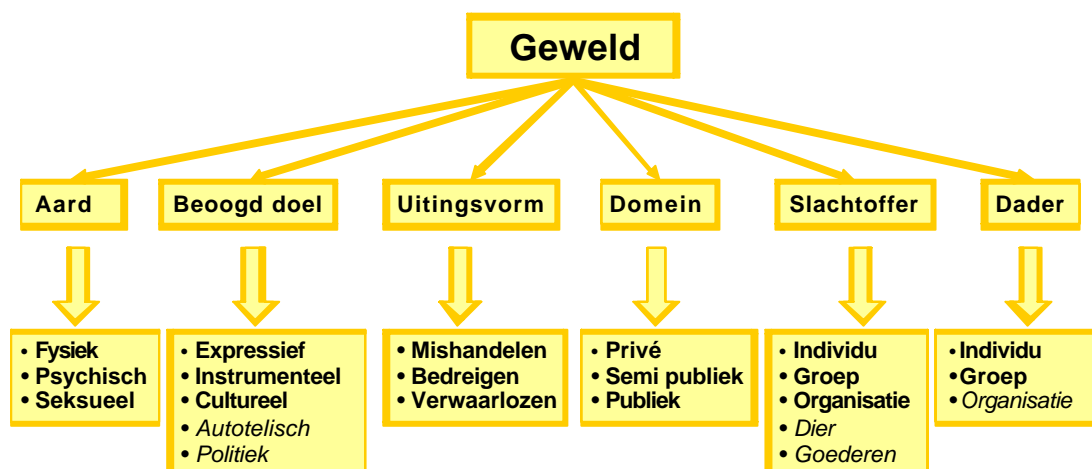 Geweld
Aard
Beoogd doel
Uitingsvorm
Domein
Slachtoffer
Dader
• Fysiek
• Psychisch
• Seksueel
• Expressief
• Instrumenteel
• Cultureel
• Autotelisch
• Politiek
• Mishandelen
• Bedreigen
• Verwaarlozen
• Privé
• Semi publiek
• Publiek
• Individu
• Groep
• Organisatie
• Dier
• Goederen
• Individu
• Groep
• Organisatie